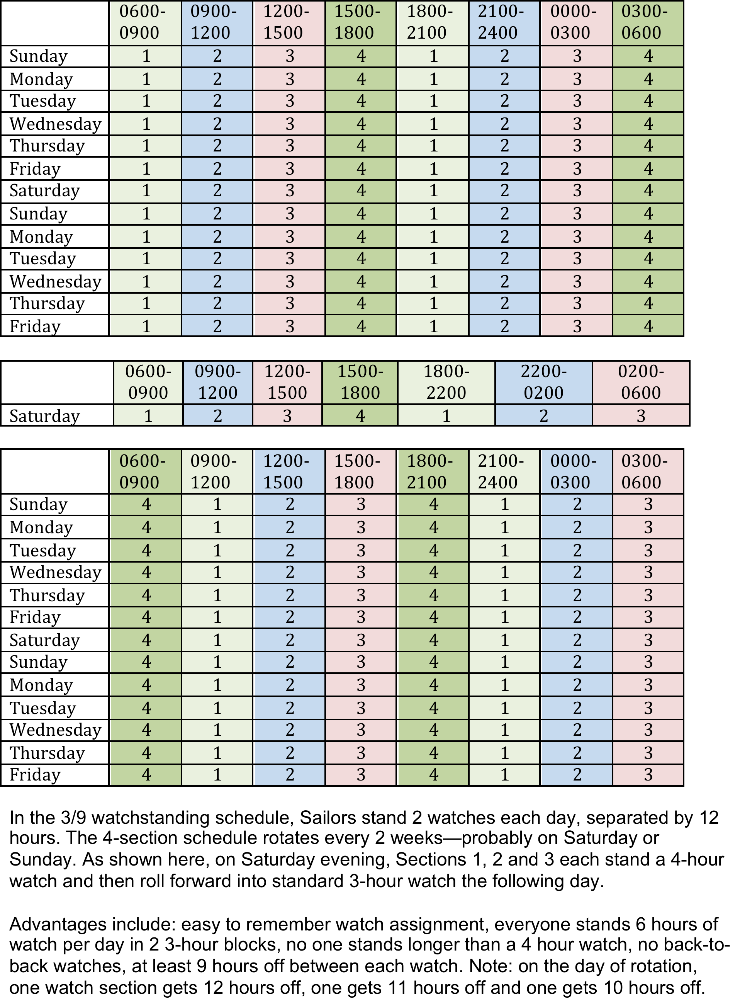 0600- 0900- 1200- 1500- 1800- 2100- 0000- 0300-
0900 1200 1500 1800 2100 2400 0300 0600
Sunday 1 2 3 4 1 2 3 4
Monday 1 2 3 4 1 2 3 4
Tuesday 1 2 3 4 1 2 3 4
Wednesday 1 2 3 4 1 2 3 4
Thursday 1 2 3 4 1 2 3 4
Friday 1 2 3 4 1 2 3 4
Saturday 1 2 3 4 1 2 3 4
Sunday 1 2 3 4 1 2 3 4
Monday 1 2 3 4 1 2 3 4
Tuesday 1 2 3 4 1 2 3 4
Wednesday 1 2 3 4 1 2 3 4
Thursday 1 2 3 4 1 2 3 4
Friday 1 2 3 4 1 2 3 4
0600- 0900- 1200- 1500- 1800- 2200- 0200-
0900 1200 1500 1800 2200 0200 0600
Saturday 1 2 3 4 1 2 3
0600- 0900- 1200- 1500- 1800- 2100- 0000- 0300-
0900 1200 1500 1800 2100 2400 0300 0600
Sunday 4 1 2 3 4 1 2 3
Monday 4 1 2 3 4 1 2 3
Tuesday 4 1 2 3 4 1 2 3
Wednesday 4 1 2 3 4 1 2 3
Thursday 4 1 2 3 4 1 2 3
Friday 4 1 2 3 4 1 2 3
Saturday 4 1 2 3 4 1 2 3
Sunday 4 1 2 3 4 1 2 3
Monday 4 1 2 3 4 1 2 3
Tuesday 4 1 2 3 4 1 2 3
Wednesday 4 1 2 3 4 1 2 3
Thursday 4 1 2 3 4 1 2 3
Friday 4 1 2 3 4 1 2 3
In the 3/9 watchstanding schedule, Sailors stand 2 watches each day, separated by 12
hours. The 4-section schedule rotates every 2 weeks—probably on Saturday or
Sunday. As shown here, on Saturday evening, Sections 1, 2 and 3 each stand a 4-hour
watch and then roll forward into standard 3-hour watch the following day.
Advantages include: easy to remember watch assignment, everyone stands 6 hours of
watch per day in 2 3-hour blocks, no one stands longer than a 4 hour watch, no back-to-
back watches, at least 9 hours off between each watch. Note: on the day of rotation,
one watch section gets 12 hours off, one gets 11 hours off and one gets 10 hours off.